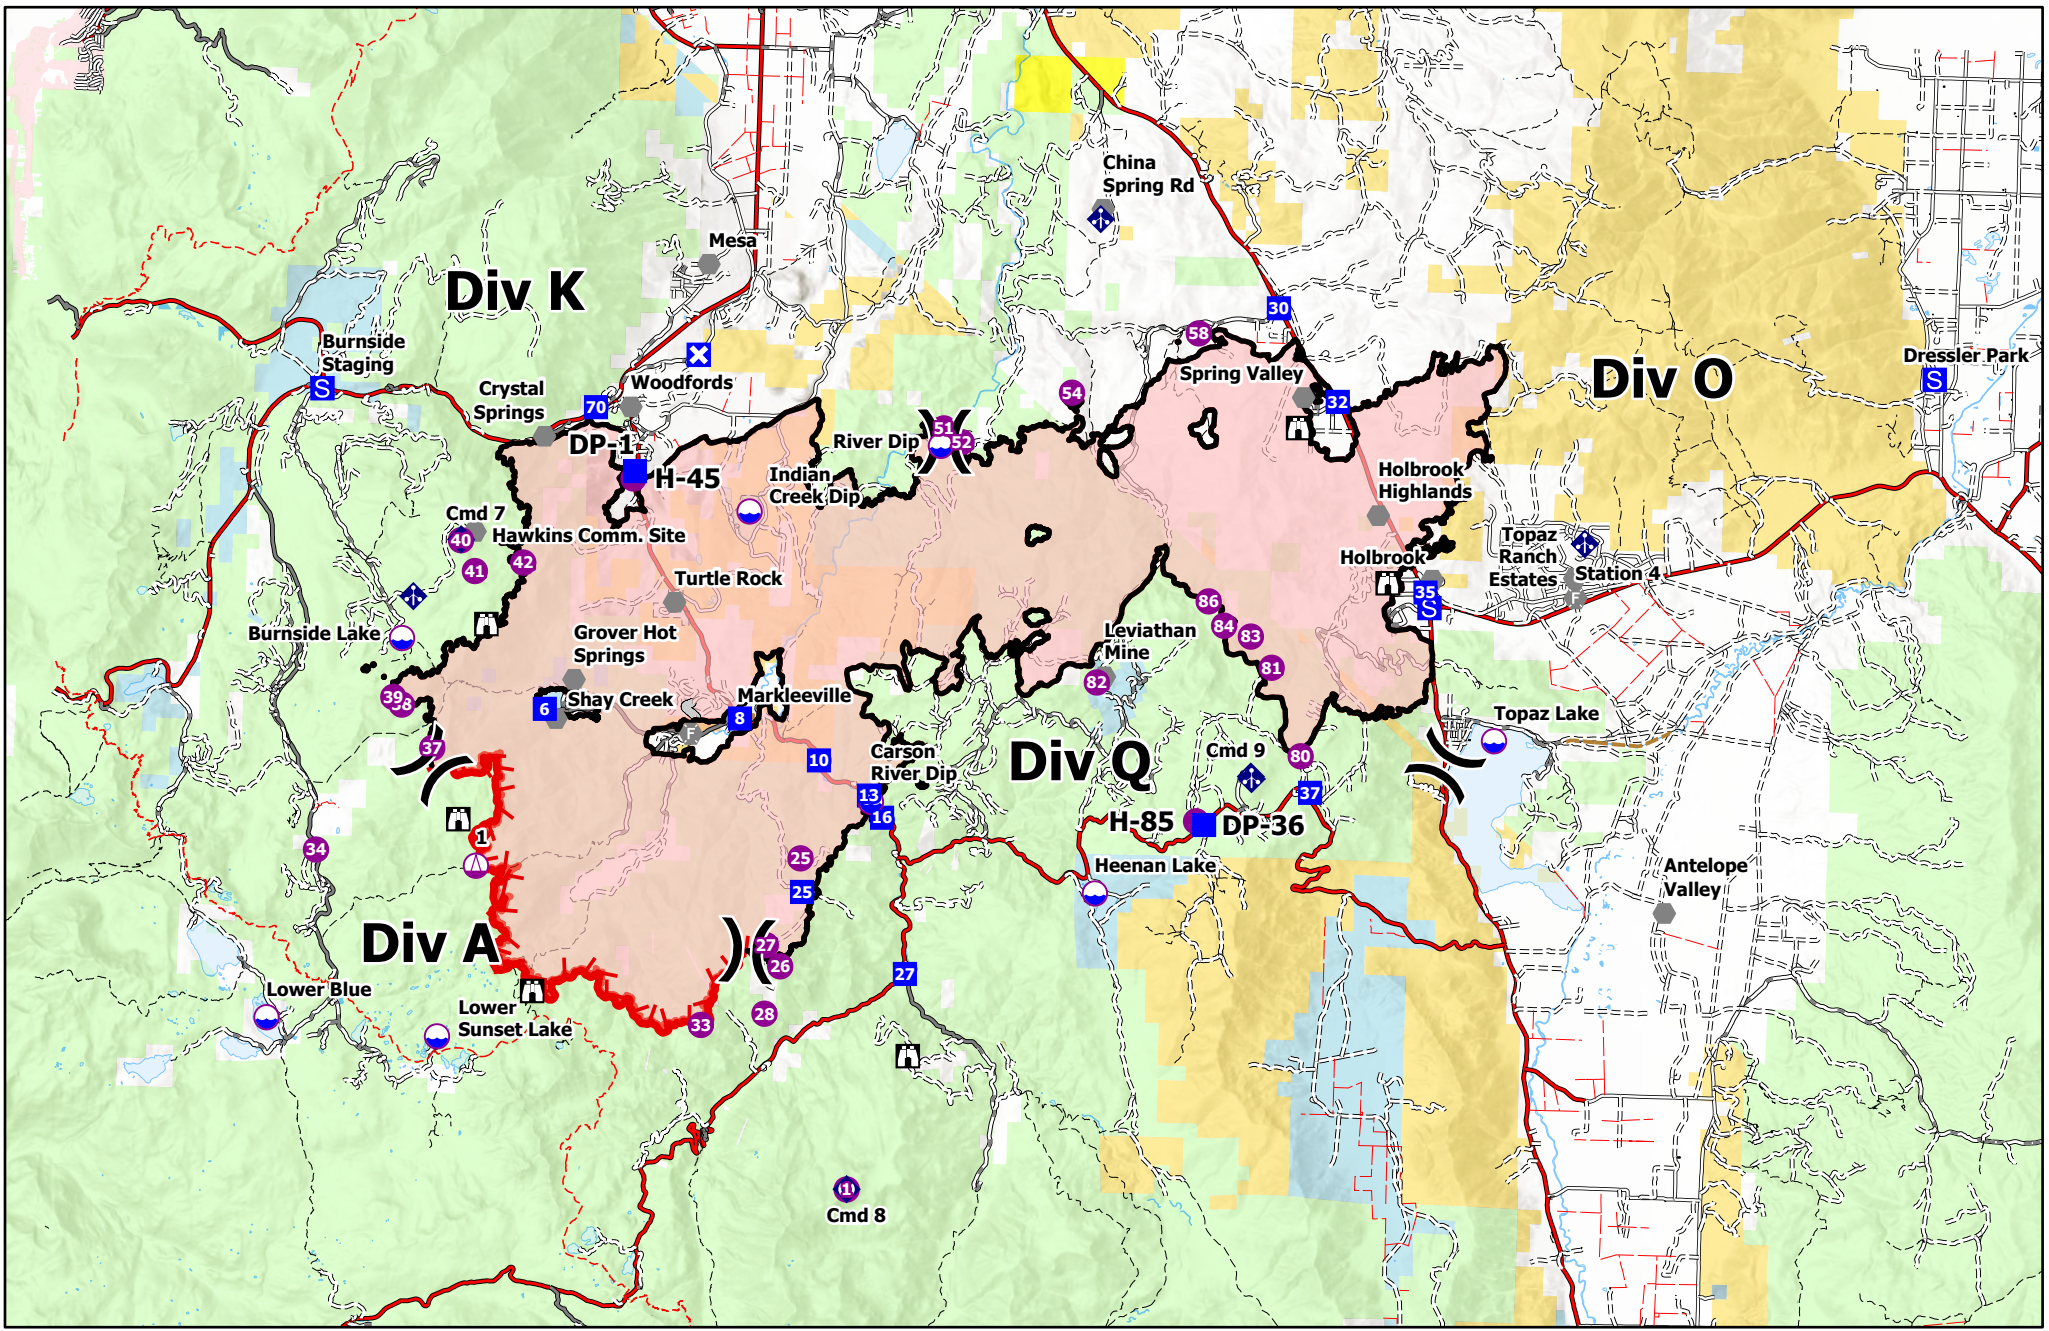 China
Spring Rd
Mesa
Div K
30
Burnside
Staging
S
58
Woodfords
Crystal
Springs
70
54
Spring Valley
32
Div O
Dressler Park
S
DP-1
H-45
51
52
River Dip
Indian
Creek Dip
Holbrook
Highlands
Cmd 7
40
Hawkins Comm. Site
41
42
Turtle Rock
Topaz
Ranch
Estates
Station 4
F
Holbrook
35
S
86
84
83
81
Burnside Lake
Grover Hot
Springs
Leviathan
Mine
82
39
38
6
Shay Creek
Markleeville
8
F
Topaz Lake
37
10
Carson
River Dip
13
16
Div Q
Cmd 9
80
37
H-85
DP-36
1
34
25
25
Heenan Lake
Antelope
Valley
Div A
27
26
27
Lower Blue
Lower
Sunset Lake
33
28
1
Cmd 8